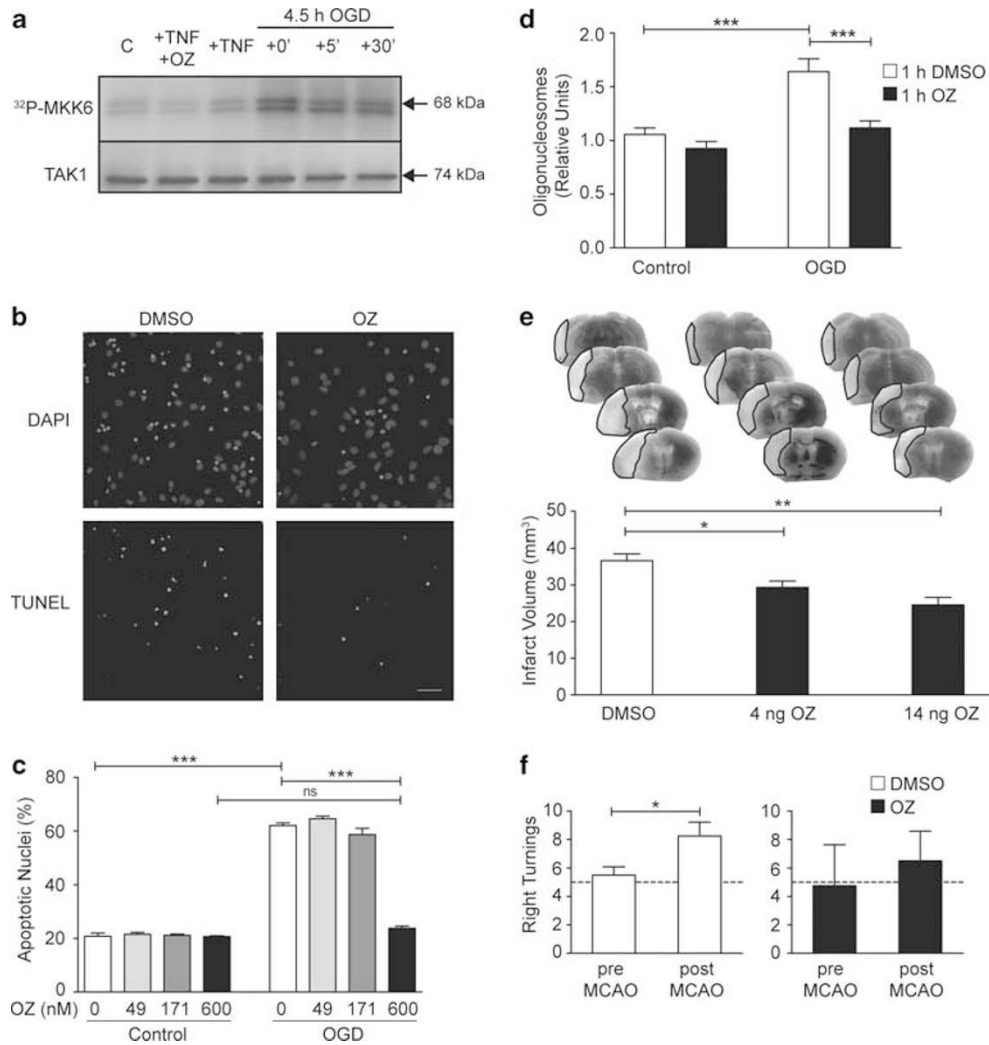 a
4.5 h OGD
C
+TNF
+OZ
+TNF
+0'
+5'
+30'
³²P-MKK6
68 kDa
TAK1
74 kDa
b
DMSO
OZ
DAPI
TUNEL
c
Apoptotic Nuclei (%)
80
60
40
20
0
***
***
ns
OZ (nM)
0
49
171
600
0
49
171
600
Control
OGD
d
Oligonucleosomes
(Relative Units)
2.0
1.5
1.0
0.5
0.0
***
***
1 h DMSO
1 h OZ
Control
OGD
e
Infarct Volume (mm³)
50
40
30
20
10
0
**
*
DMSO
4 ng OZ
14 ng OZ
f
DMSO
OZ
Right Turnings
10
8
6
4
2
0
*
pre
MCAO
post
MCAO
10
8
6
4
2
0
pre
MCAO
post
MCAO